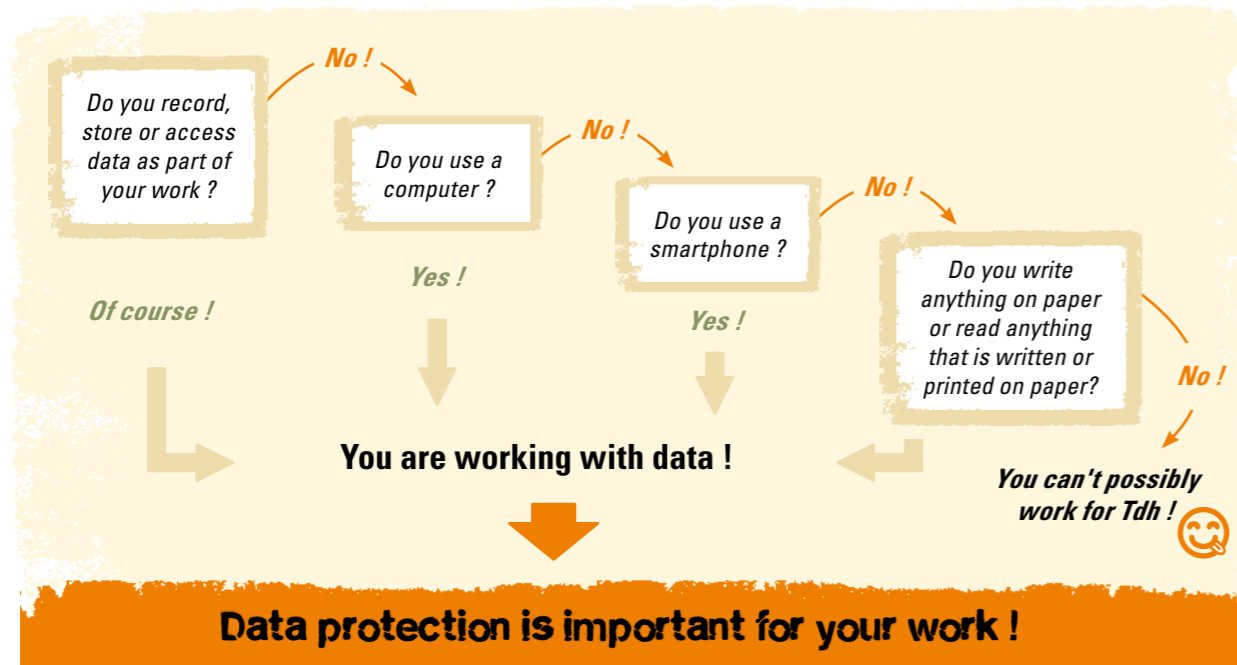 No !
Do you record,
store or access
data as part of
your work ?
No !
Do you use a
computer ?
No !
Do you use a
smartphone ?
Do you write
anything on paper
or read anything
that is written or
printed on paper?
Of course !
Yes !
Yes !
No !
You are working with data !
You can't possibly
work for Tdh !
Data protection is important for your work !